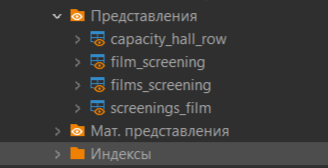 Представления
capacity_hall_row
film_screening
films_screening
screenings_film
Мат. представления
Индексы